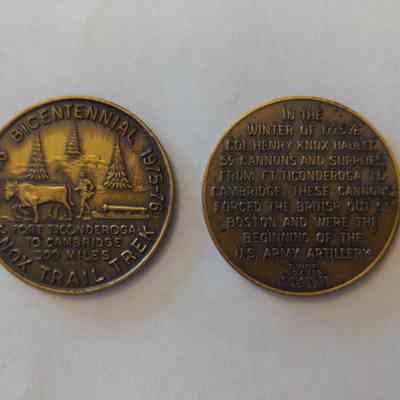 BICENTENNIAL 1975-76
FORT TICONDEROGA
TO CAMBRIDGE
300 MILES
KNOX TRAIL TREK
IN THE
WINTER OF 1775/6
COL HENRY KNOX HAULED
59 CANNONS AND SUPPLIES
FROM FT. TICONDEROGA TO
CAMBRIDGE. THESE CANNONS
FORCED THE BRITISH OUT OF
BOSTON AND WERE THE
BEGINNING OF THE
U.S. ARMY ARTILLERY